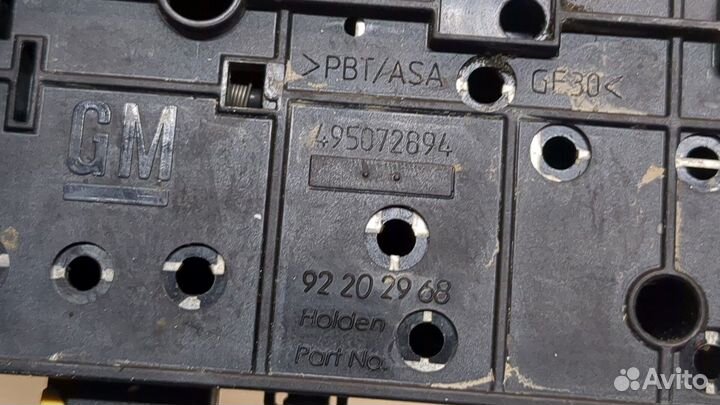 >PBT/ASA GF30<
GM
495072894
92 20 29 68
Holden
Part No.
Avito